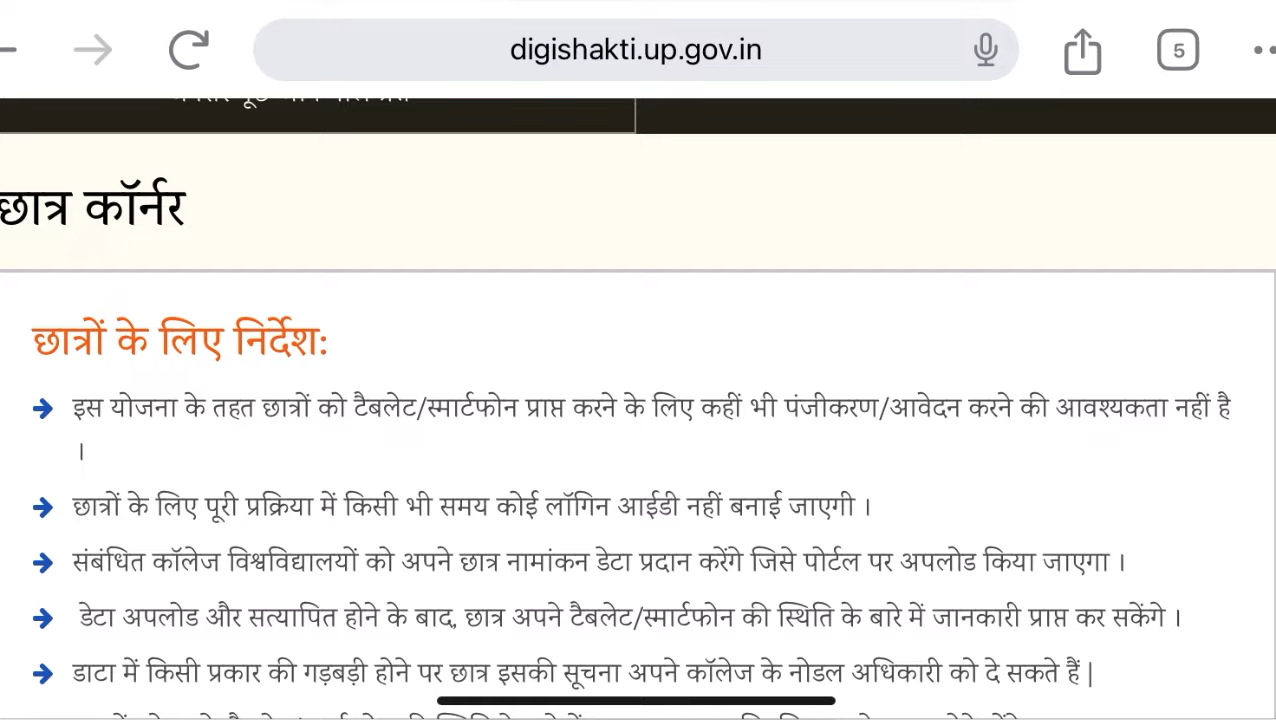 digishakti.up.gov.in
5
छात्र कॉर्नर
छात्रों के लिए निर्देश:
इस योजना के तहत छात्रों को टैबलेट/स्मार्टफोन प्राप्त करने के लिए कहीं भी पंजीकरण/आवेदन करने की आवश्यकता नहीं है
।
छात्रों के लिए पूरी प्रक्रिया में किसी भी समय कोई लॉगिन आईडी नहीं बनाई जाएगी ।
संबंधित कॉलेज विश्वविद्यालयों को अपने छात्र नामांकन डेटा प्रदान करेंगे जिसे पोर्टल पर अपलोड किया जाएगा ।
डेटा अपलोड और सत्यापित होने के बाद, छात्र अपने टैबलेट/स्मार्टफोन की स्थिति के बारे में जानकारी प्राप्त कर सकेंगे ।
डाटा में किसी प्रकार की गड़बड़ी होने पर छात्र इसकी सूचना अपने कॉलेज के नोडल अधिकारी को दे सकते हैं |